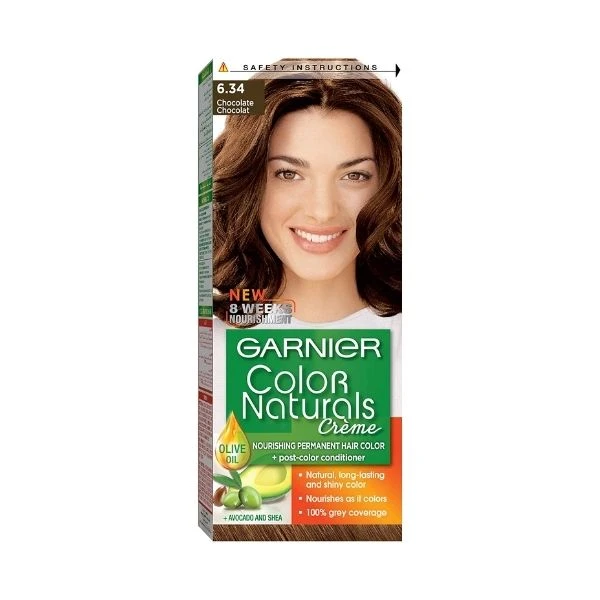 SAFETY INSTRUCTIONS
6.34
Chocolate
Chocolat
NEW
8 WEEKS
NOURISHMENT
GARNIER
Color
Naturals
Crème
NOURISHING PERMANENT HAIR COLOR
+ post-color conditioner
OLIVE
OIL
+ AVOCADO AND SHEA
• Natural, long-lasting
and shiny color
• Nourishes as it colors
• 100% grey coverage